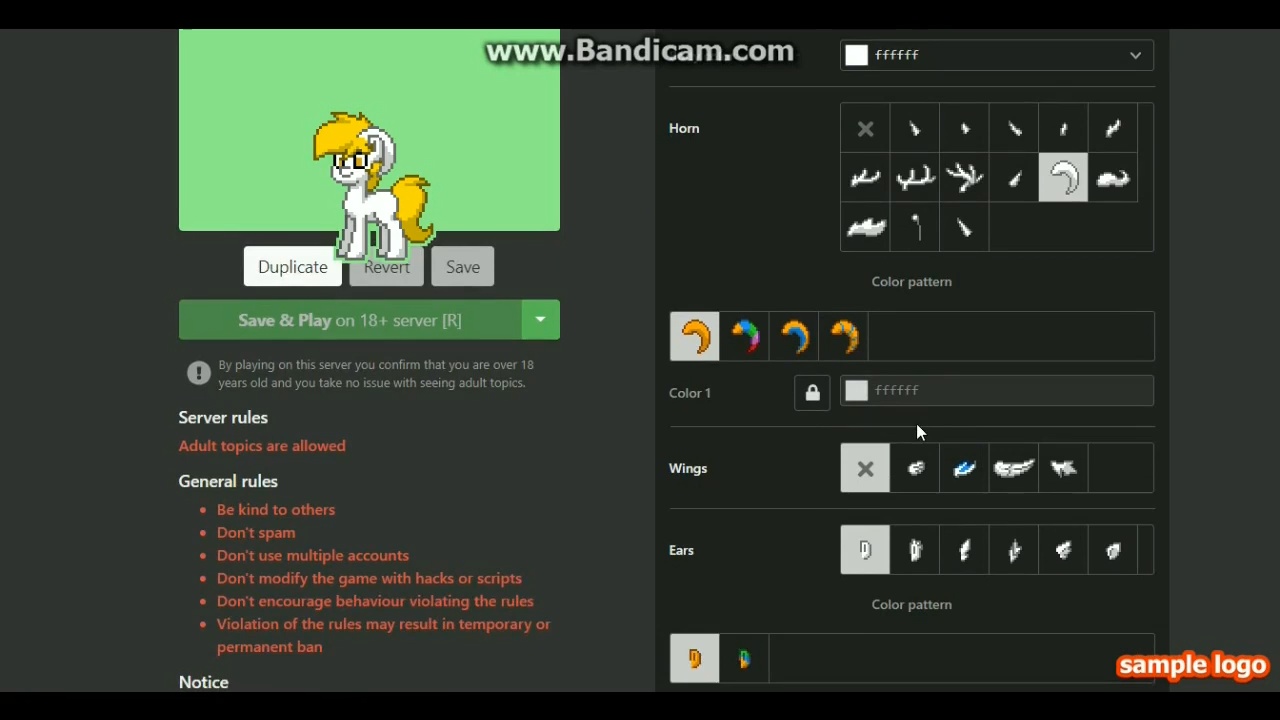 www.Bandicam.com
ffffff
Horn
Color pattern
Duplicate
Revert
Save
Save & Play on 18+ server [R]
By playing on this server you confirm that you are over 18
years old and you take no issue with seeing adult topics.
Color 1
ffffff
Server rules
Adult topics are allowed
Wings
General rules
Be kind to others
Don't spam
Don't use multiple accounts
Don't modify the game with hacks or scripts
Don't encourage behaviour violating the rules
Violation of the rules may result in temporary or
permanent ban
Ears
Color pattern
Notice
sample logo